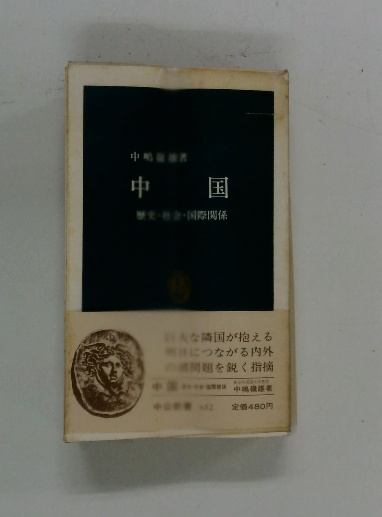 中嶋嶺雄著
中国
歴史・社会・国際関係
巨大な隣国が抱える
につながる内外
の諸問題を鋭く指摘
中国
中嶋嶺雄著
中公新書
定価480円